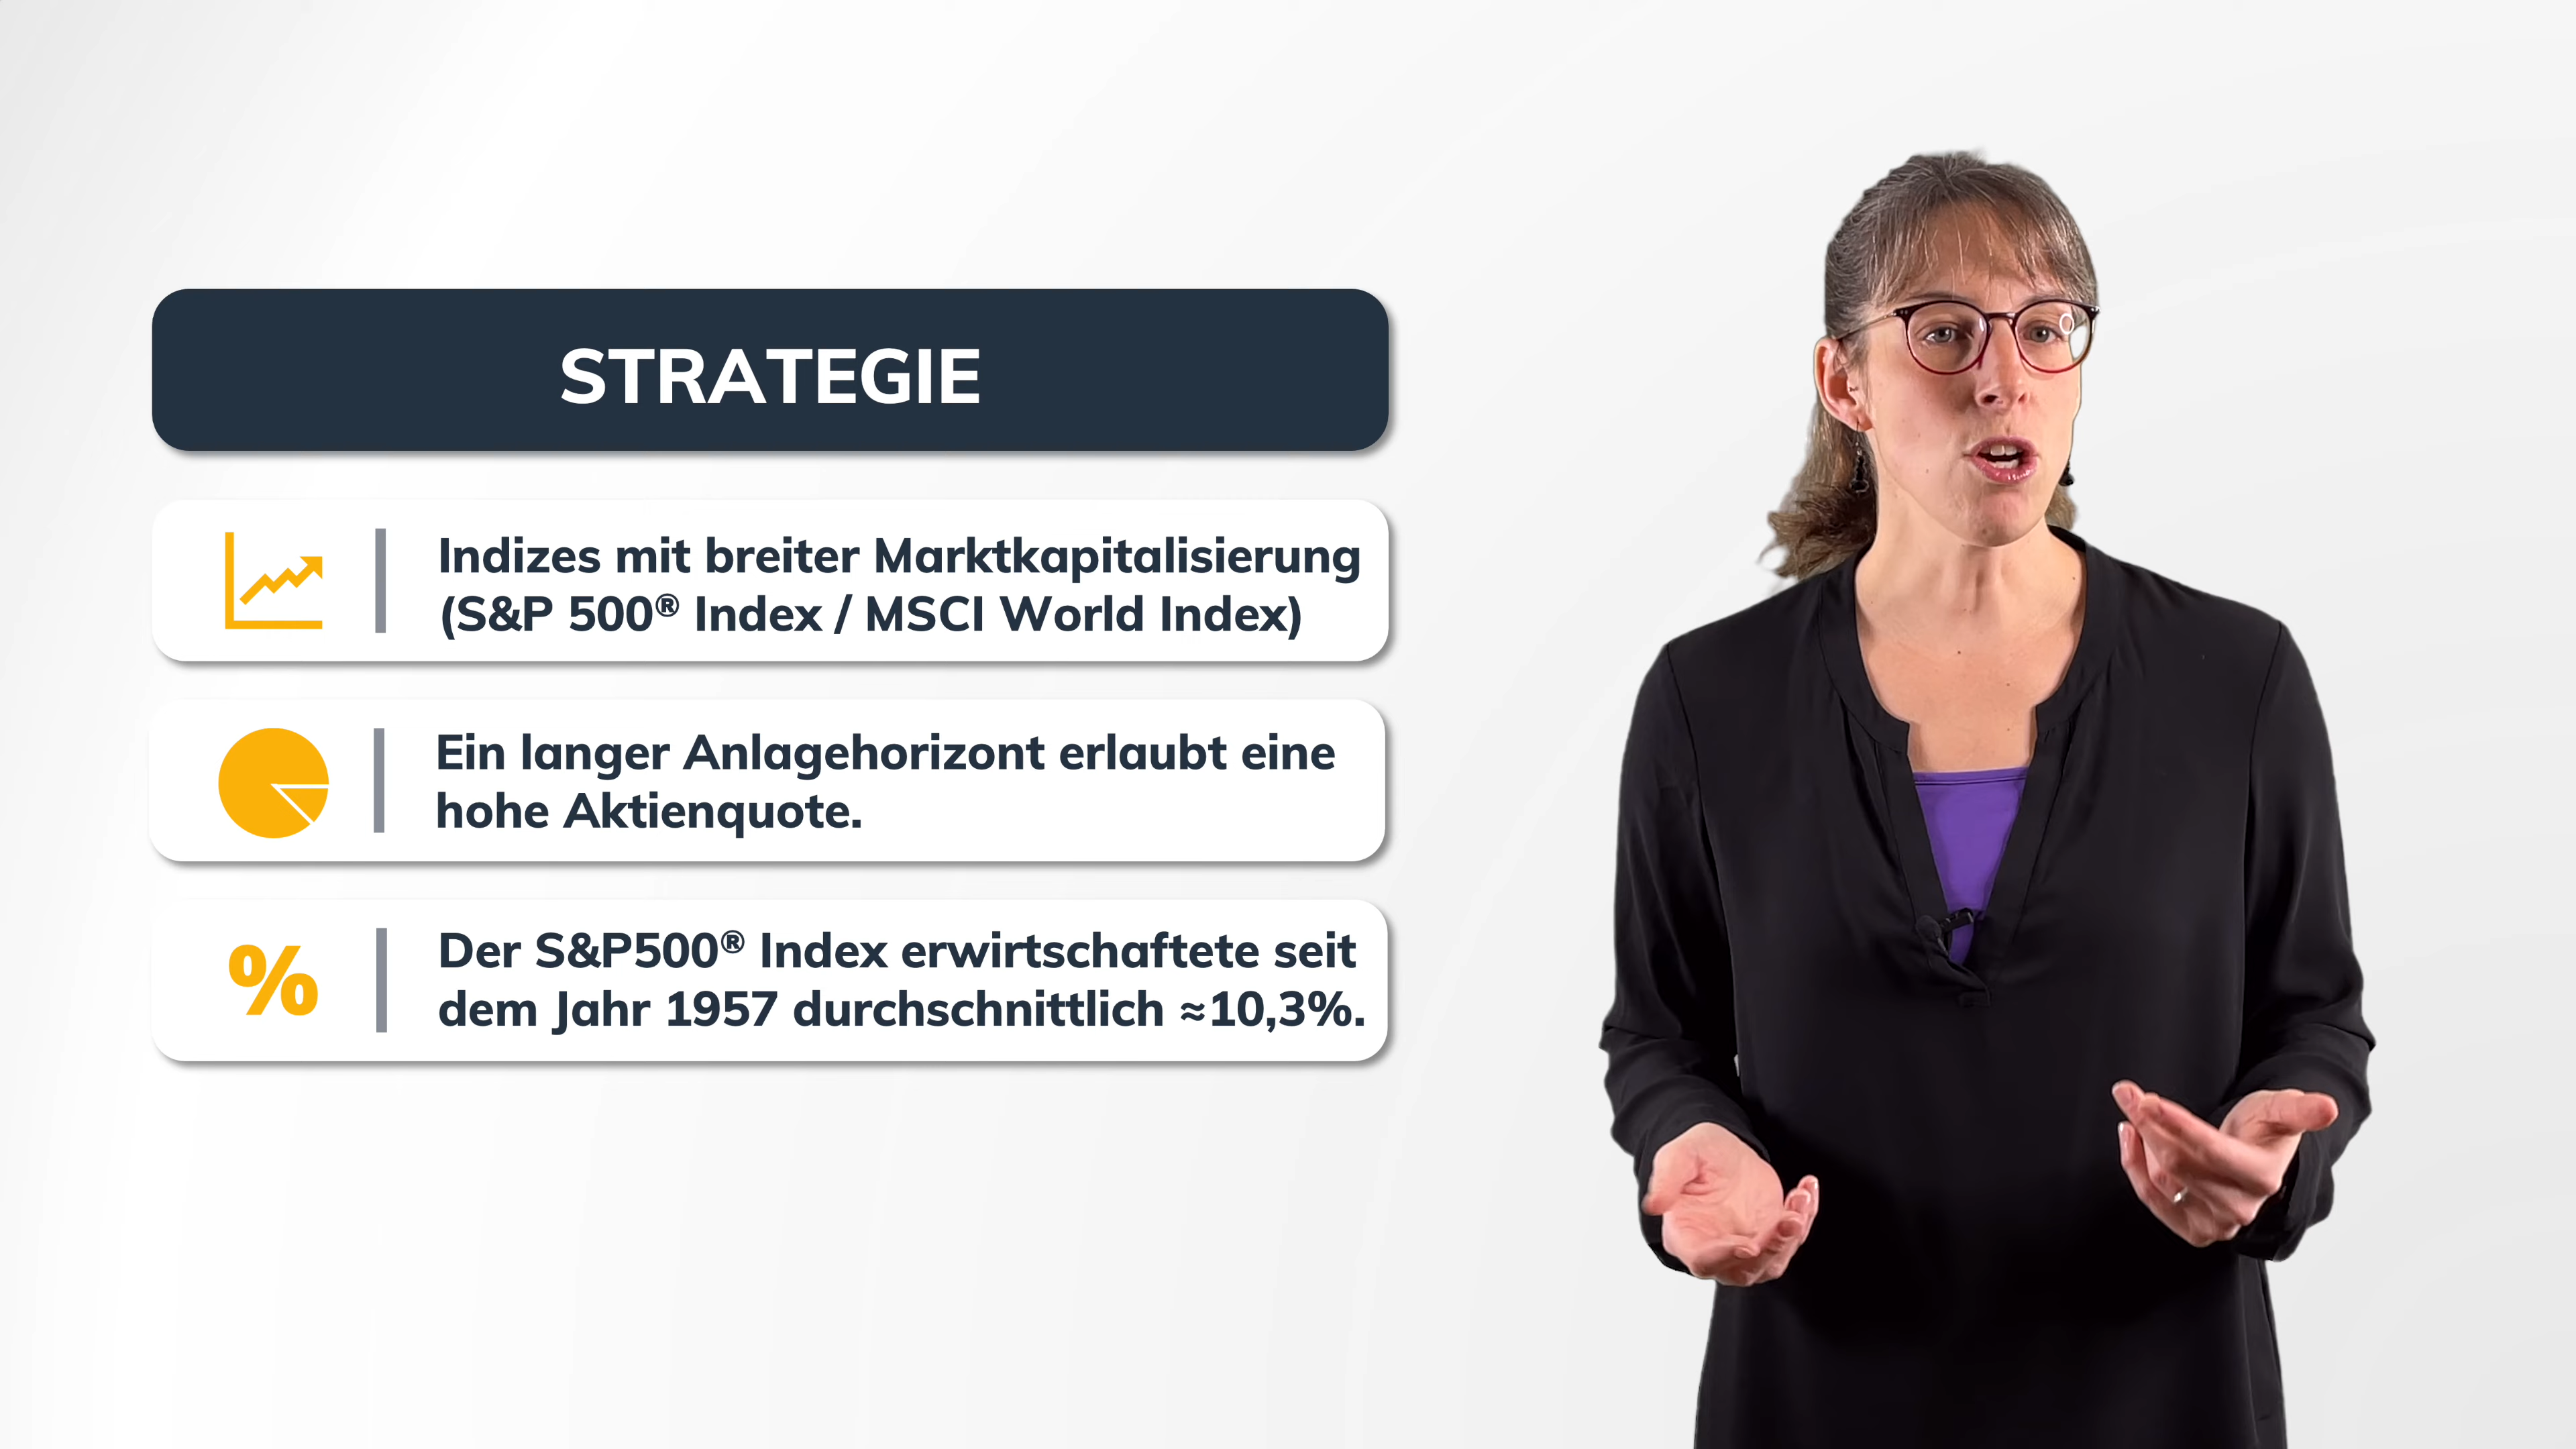 STRATEGIE
Indizes mit breiter Marktkapitalisierung
(S&P 500® Index / MSCI World Index)
Ein langer Anlagehorizont erlaubt eine
hohe Aktienquote.
%
Der S&P500® Index erwirtschaftete seit
dem Jahr 1957 durchschnittlich ≈10,3%.